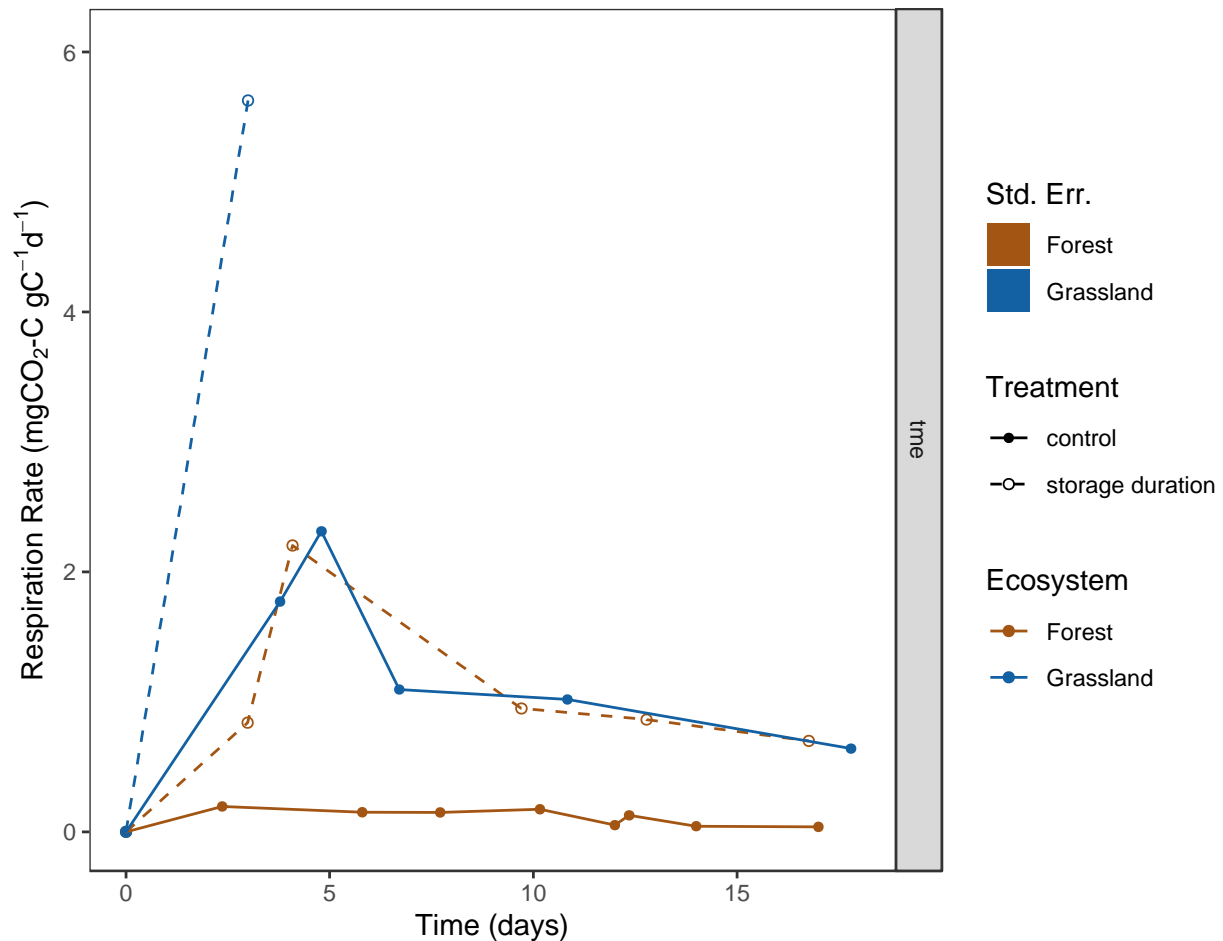 6
4
2
0
Respiration Rate (mgCO₂-C gC⁻¹d⁻¹)
0 5 10 15
Time (days)
tme
Std. Err.
Forest
Grassland
Treatment
control
storage duration
Ecosystem
Forest
Grassland